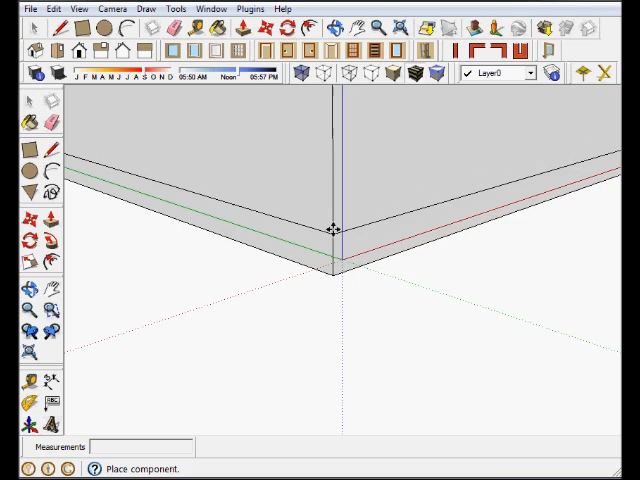 File Edit View Camera Draw Tools Window Plugins Help
J F M A M J J A S O N D 05:50 AM Noon 05:57 PM
Layer0
ABC
Measurements
Place component.